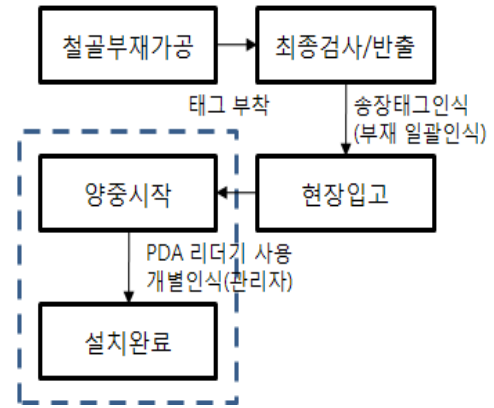 철골부재가공
최종검사/반출
태그 부착
송장태그인식
(부재 일괄인식)
양중시작
현장입고
PDA 리더기 사용
개별인식(관리자)
설치완료